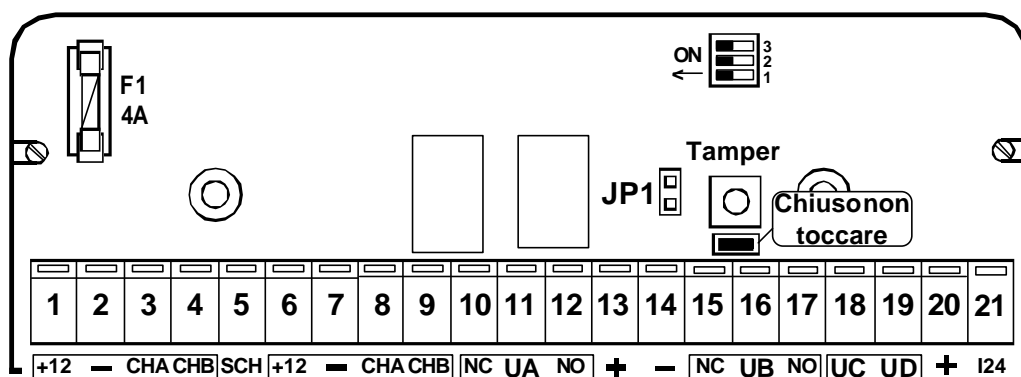 F1
4A
ON
3
2
1
Tamper
JP1
Chiuso non
toccare
1 2 3 4 5 6 7 8 9 10 11 12 13 14 15 16 17 18 19 20 21
+12 – CHA CHB SCH +12 – CHA CHB NC UA NO + – NC UB NO UC UD + I24